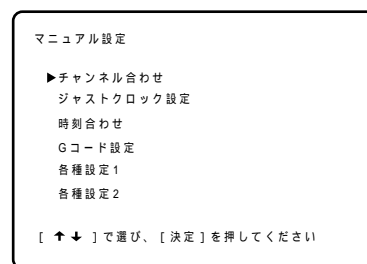 マニュアル設定
▶チャンネル合わせ
ジャストクロック設定
時刻合わせ
Gコード設定
各種設定1
各種設定2
[ ↑↓ ]で選び、[決定]を押してください